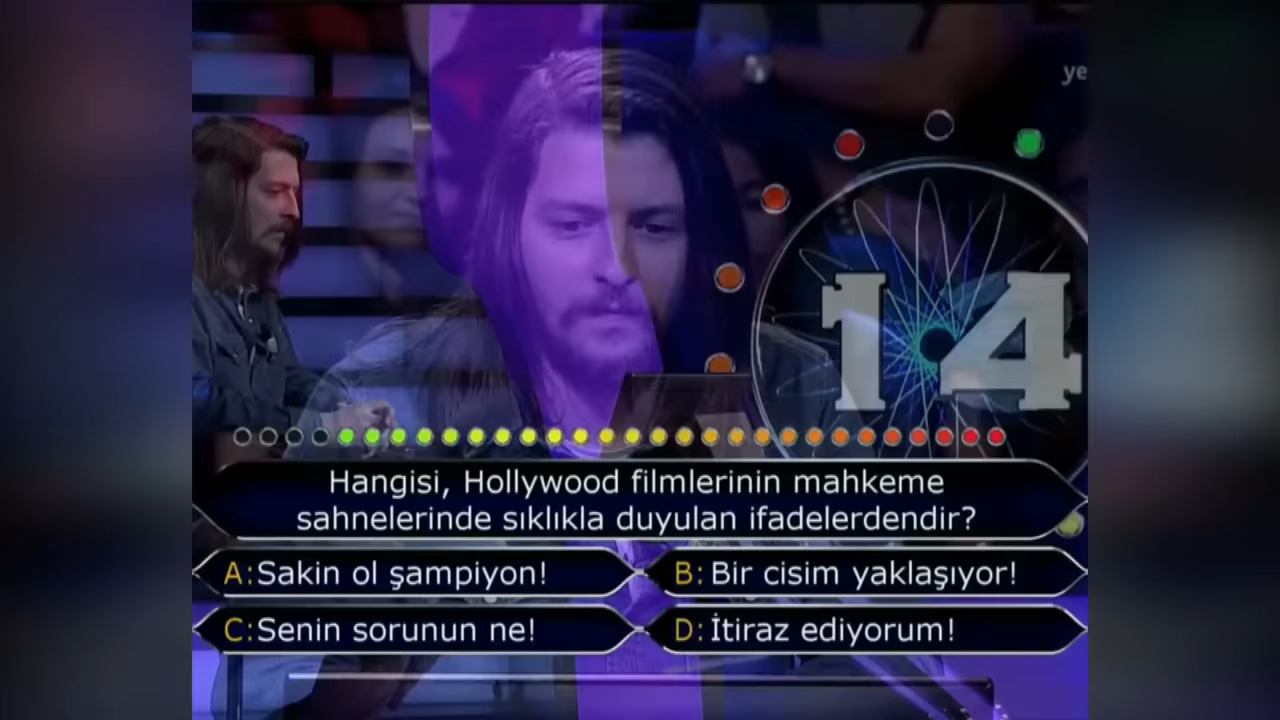 ye
14
Hangisi, Hollywood filmlerinin mahkeme
sahnelerinde sıklıkla duyulan ifadelerdendir?
A: Sakin ol şampiyon!
B: Bir cisim yaklaşıyor!
C: Senin sorunun ne!
D: İtiraz ediyorum!